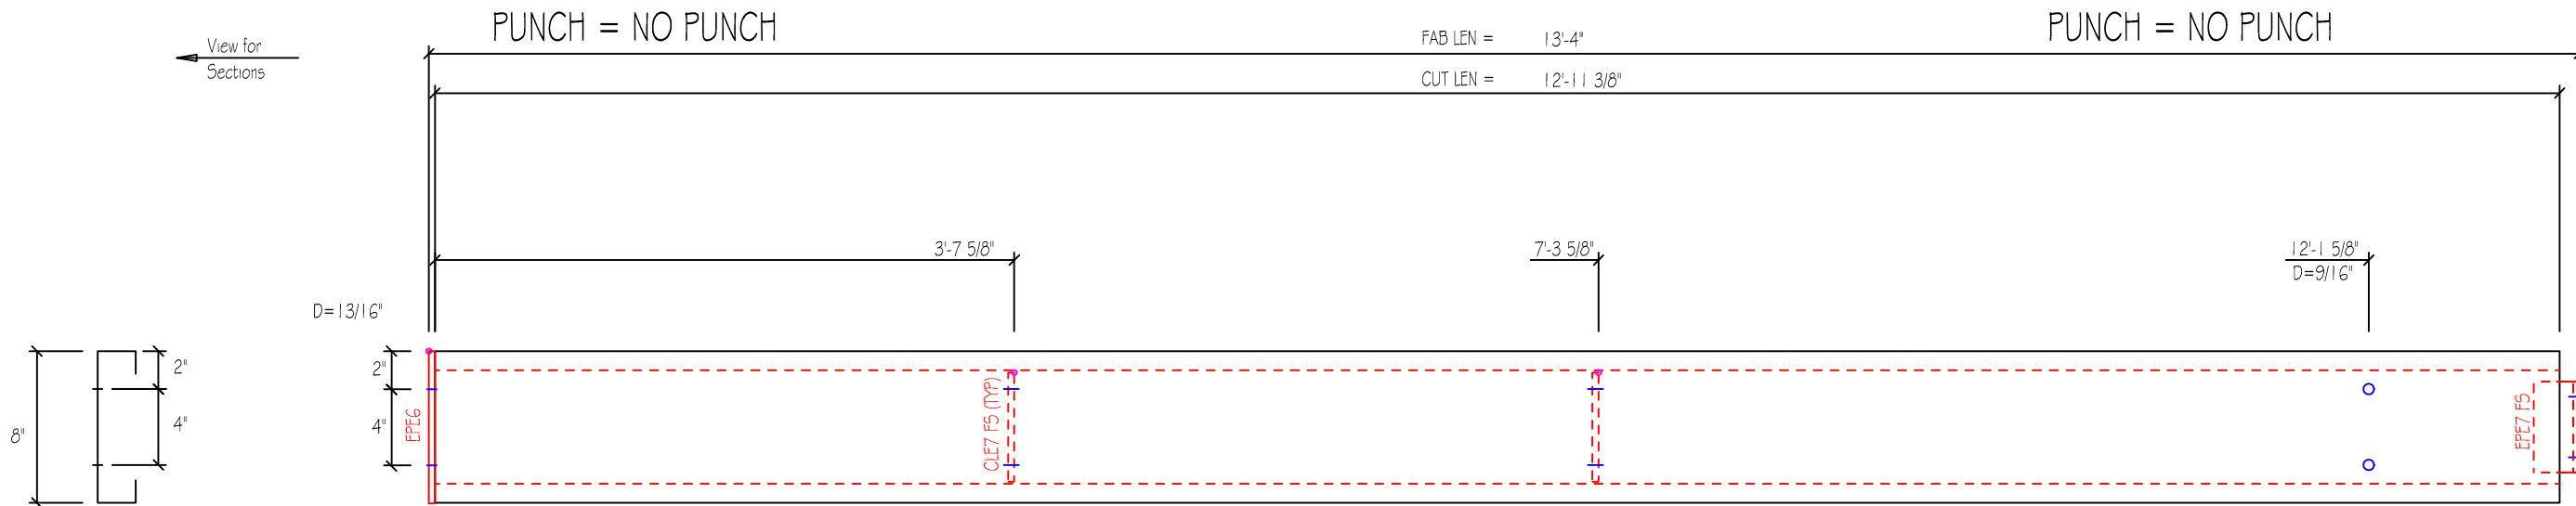 PUNCH = NO PUNCH
PUNCH = NO PUNCH
View for
Sections
FAB LEN = 13'-4"
CUT LEN = 12'-11 3/8"
3'-7 5/8"
7'-3 5/8"
12'-1 5/8"
D=9/16"
D=13/16"
2"
4"
8"
2"
4"
EPE6
CLE7 FS (TYP)
EPE7 FS